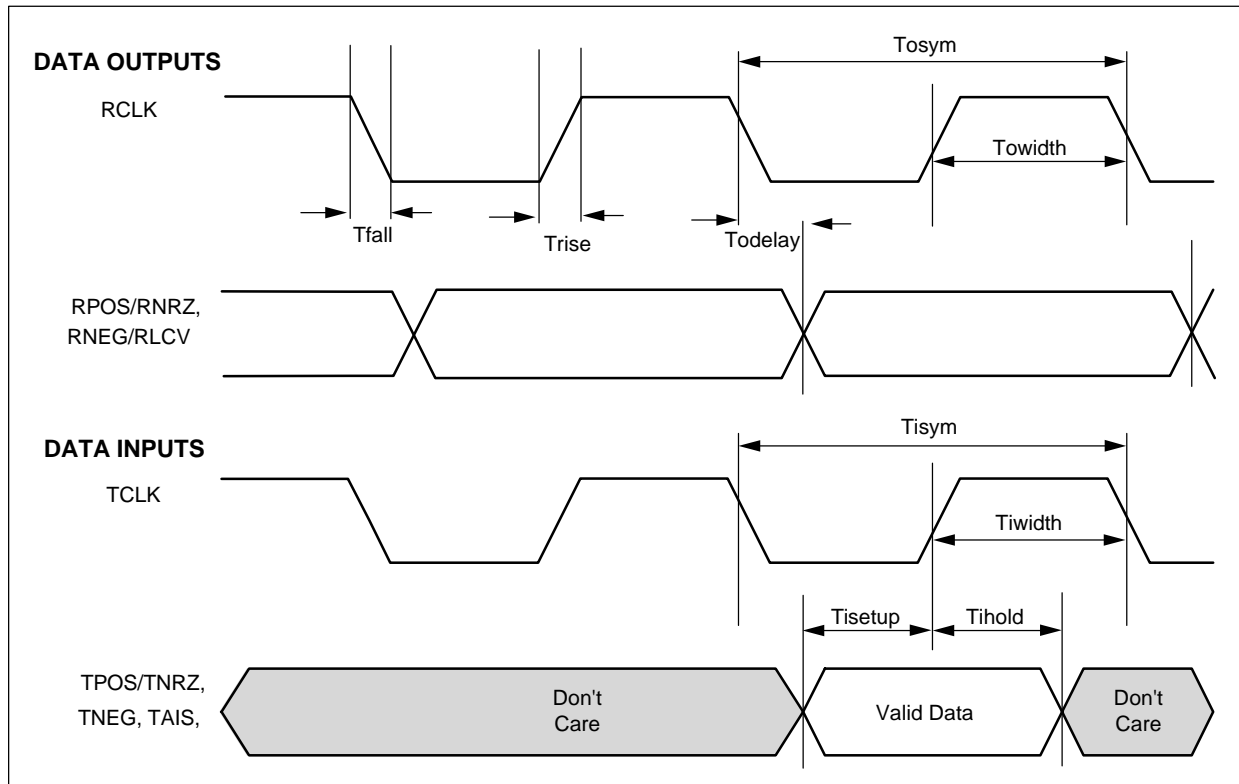 Tosym
DATA OUTPUTS
RCLK
Towidth
Tfall
Trise
Todelay
RPOS/RNRZ,
RNEG/RLCV
Tisym
DATA INPUTS
TCLK
Tiwidth
Tisetup
Tihold
TPOS/TNRZ,
TNEG, TAIS,
Don't
Care
Valid Data
Don't
Care